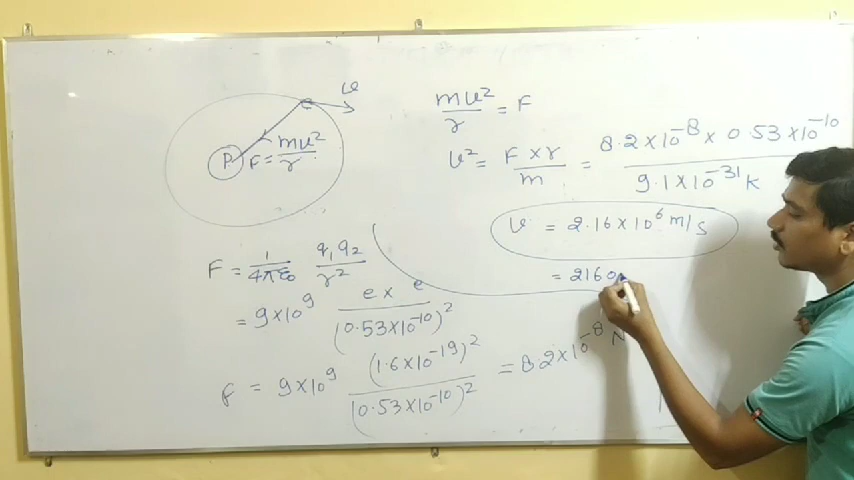 e v
P F = mv²/r
mv²/r = F
v² = F × r / m = 8.2×10⁻⁸ × 0.53×10⁻¹⁰ / 9.1×10⁻³¹ k
v = 2.16×10⁶ m/s
= 2160
F = 1/4πε₀ q₁q₂/r²
= 9×10⁹ e × e / (0.53×10⁻¹⁰)²
F = 9×10⁹ (1.6×10⁻¹⁹)² / (0.53×10⁻¹⁰)² = 8.2×10⁻⁸ N